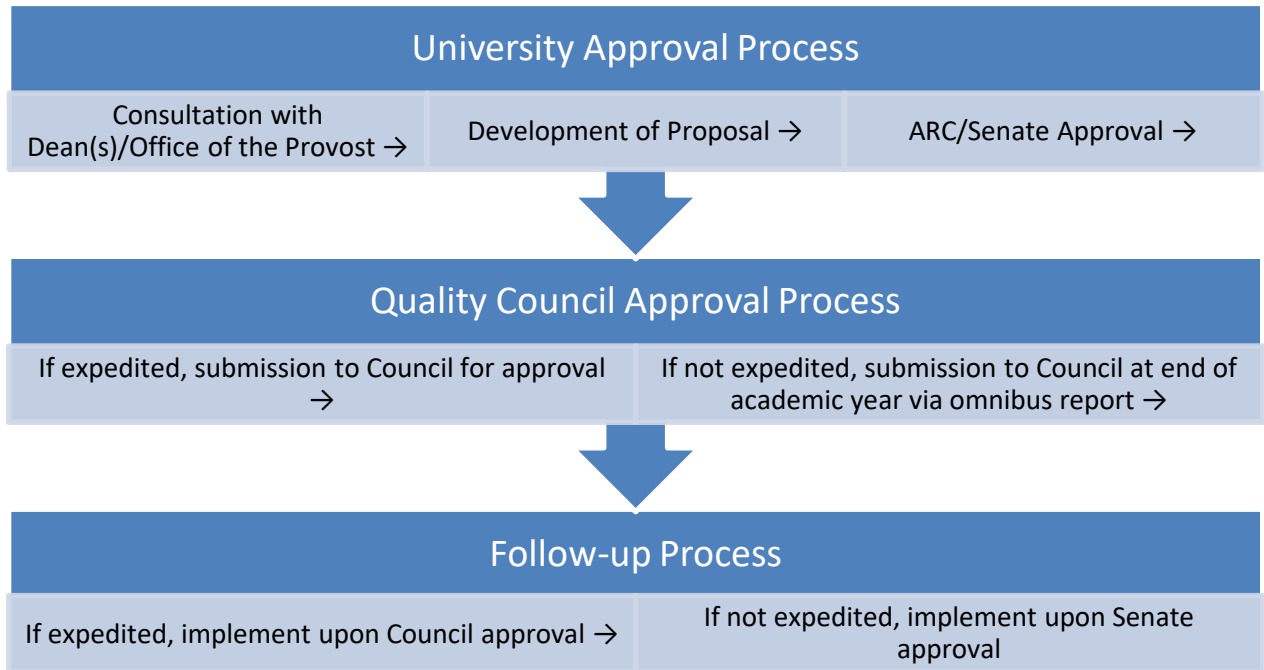 University Approval Process
Consultation with
Dean(s)/Office of the Provost →
Development of Proposal →
ARC/Senate Approval →
Quality Council Approval Process
If expedited, submission to Council for approval
→
If not expedited, submission to Council at end of
academic year via omnibus report →
Follow-up Process
If expedited, implement upon Council approval →
If not expedited, implement upon Senate
approval